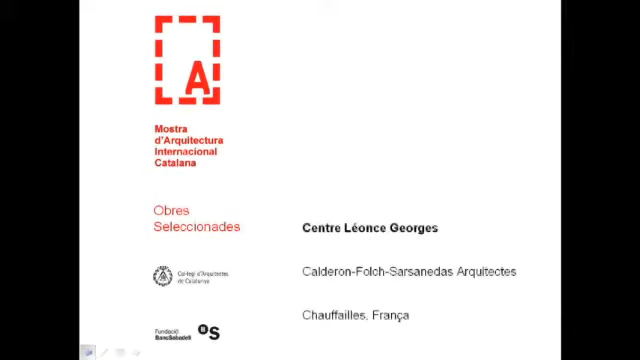 A
Mostra
d'Arquitectura
Internacional
Catalana
Obres
Seleccionades
Centre Léonce Georges
Col·legi d'Arquitectes
de Catalunya
Calderon-Folch-Sarsanedas Arquitectes
Chauffailles, França
Fundació
BancSabadell
BS